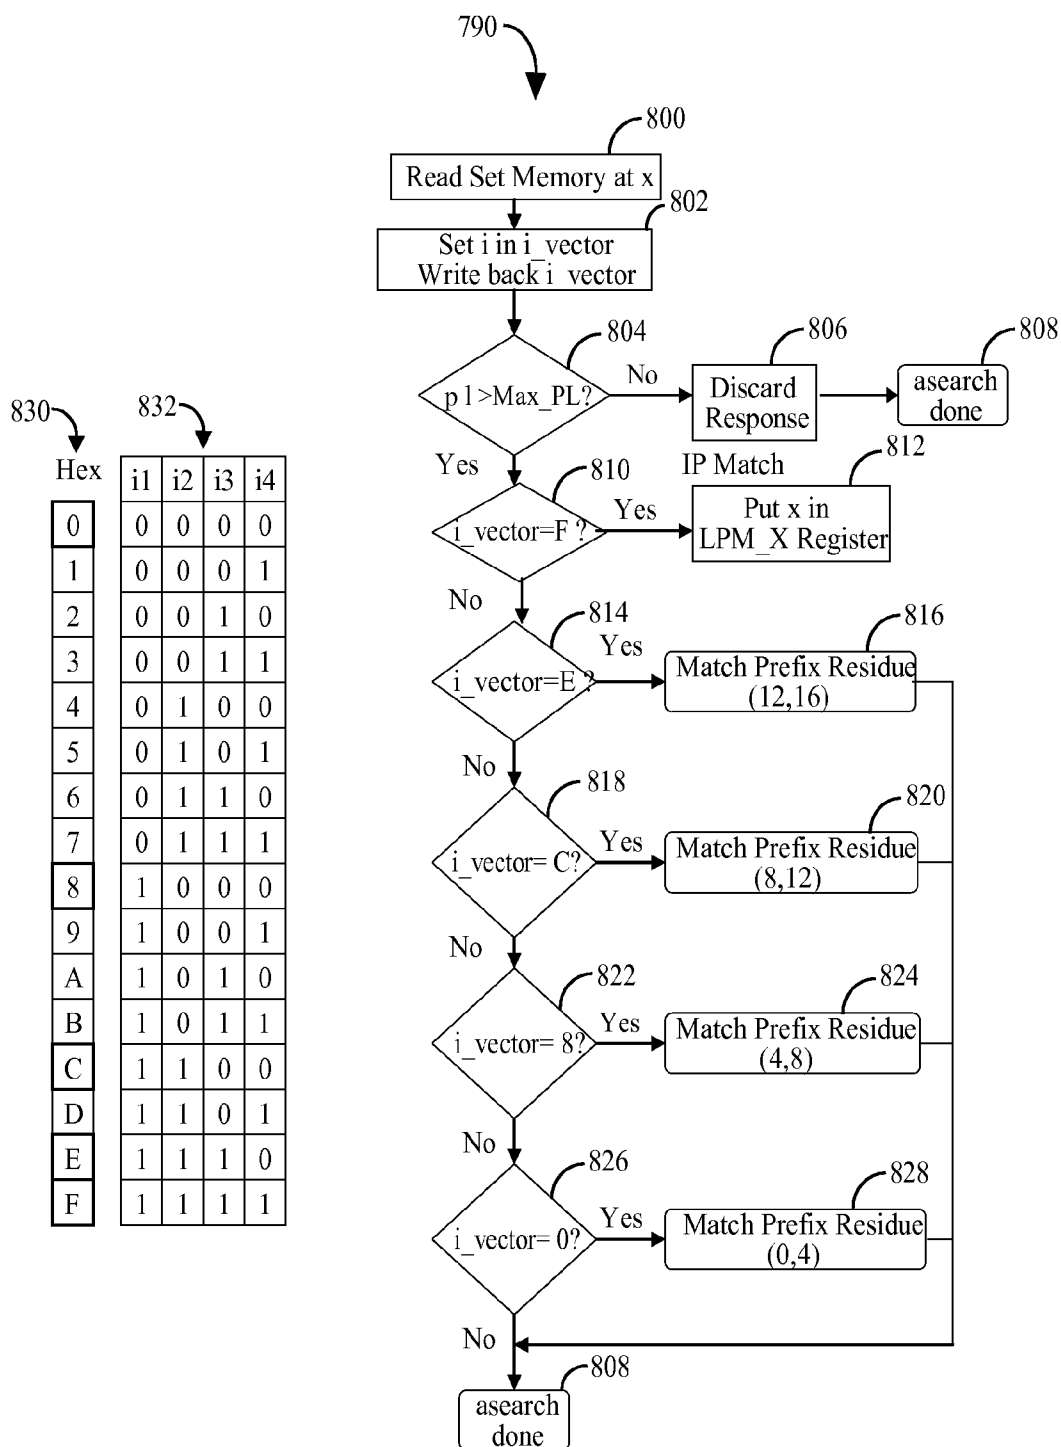 790
800
Read Set Memory at x
802
Set i in i_vector
Write back i_vector
804
p l >Max_PL?
No
806
Discard
Response
808
asearch
done
Yes
810
i_vector=F ?
Yes
IP Match
812
Put x in
LPM_X Register
No
814
i_vector=E ?
Yes
816
Match Prefix Residue
(12,16)
No
818
i_vector= C?
Yes
820
Match Prefix Residue
(8,12)
No
822
i_vector= 8?
Yes
824
Match Prefix Residue
(4,8)
No
826
i_vector= 0?
Yes
828
Match Prefix Residue
(0,4)
No
808
asearch
done
830
832
Hex i1 i2 i3 i4
0 0 0 0 0
1 0 0 0 1
2 0 0 1 0
3 0 0 1 1
4 0 1 0 0
5 0 1 0 1
6 0 1 1 0
7 0 1 1 1
8 1 0 0 0
9 1 0 0 1
A 1 0 1 0
B 1 0 1 1
C 1 1 0 0
D 1 1 0 1
E 1 1 1 0
F 1 1 1 1